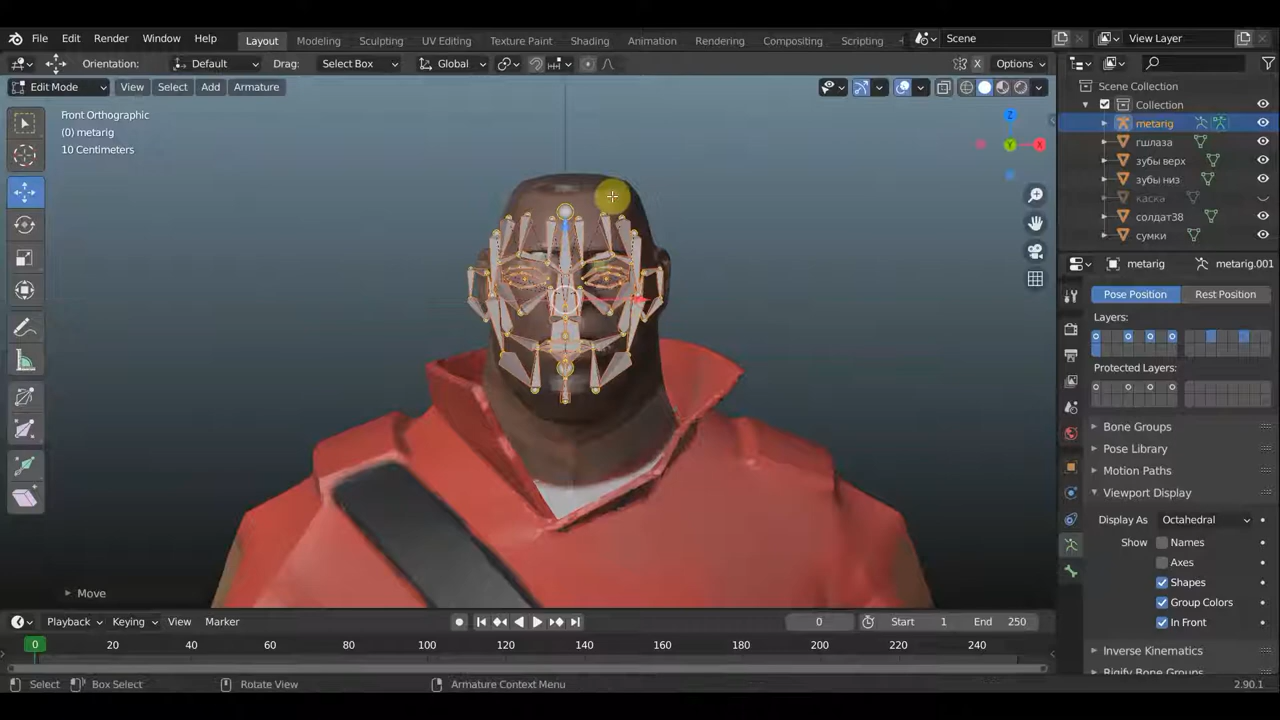 File Edit Render Window Help
Layout Modeling Sculpting UV Editing Texture Paint Shading Animation Rendering Compositing Scripting
Scene View Layer
Orientation: Default Drag: Select Box Global Options
X
Edit Mode View Select Add Armature
Front Orthographic
(0) metarig
10 Centimeters
Z
Y
X
Move
Scene Collection
Collection
metarig
гшлаза
зубы верх
зубы низ
каска
солдат38
сумки
metarig metarig.001
Pose Position Rest Position
Layers:
Protected Layers:
Bone Groups
Pose Library
Motion Paths
Viewport Display
Display As Octahedral
Show Names
Axes
Shapes
Group Colors
In Front
Inverse Kinematics
Rigify Bone Groups
Playback Keying View Marker
0 Start 1 End 250
0 20 40 60 80 100 120 140 160 180 200 220 240
Select Box Select Rotate View Armature Context Menu 2.90.1